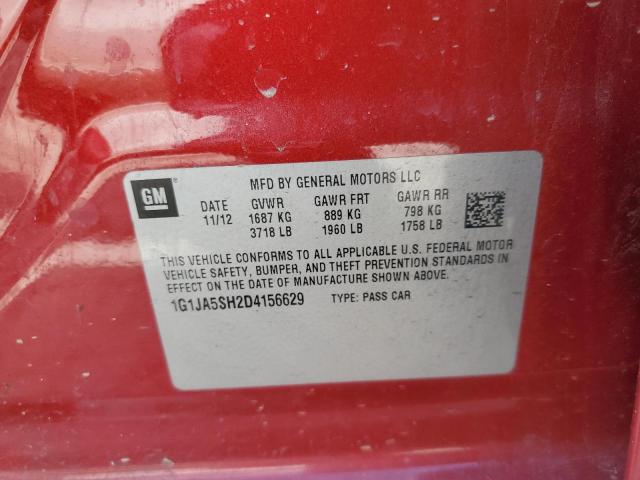 MFD BY GENERAL MOTORS LLC
GM
DATE GVWR GAWR FRT GAWR RR
11/12 1687 KG 889 KG 798 KG
3718 LB 1960 LB 1758 LB
THIS VEHICLE CONFORMS TO ALL APPLICABLE U.S. FEDERAL MOTOR
VEHICLE SAFETY, BUMPER, AND THEFT PREVENTION STANDARDS IN
EFFECT ON THE DATE OF MANUFACTURE SHOWN ABOVE.
1G1JA5SH2D4156629 TYPE: PASS CAR